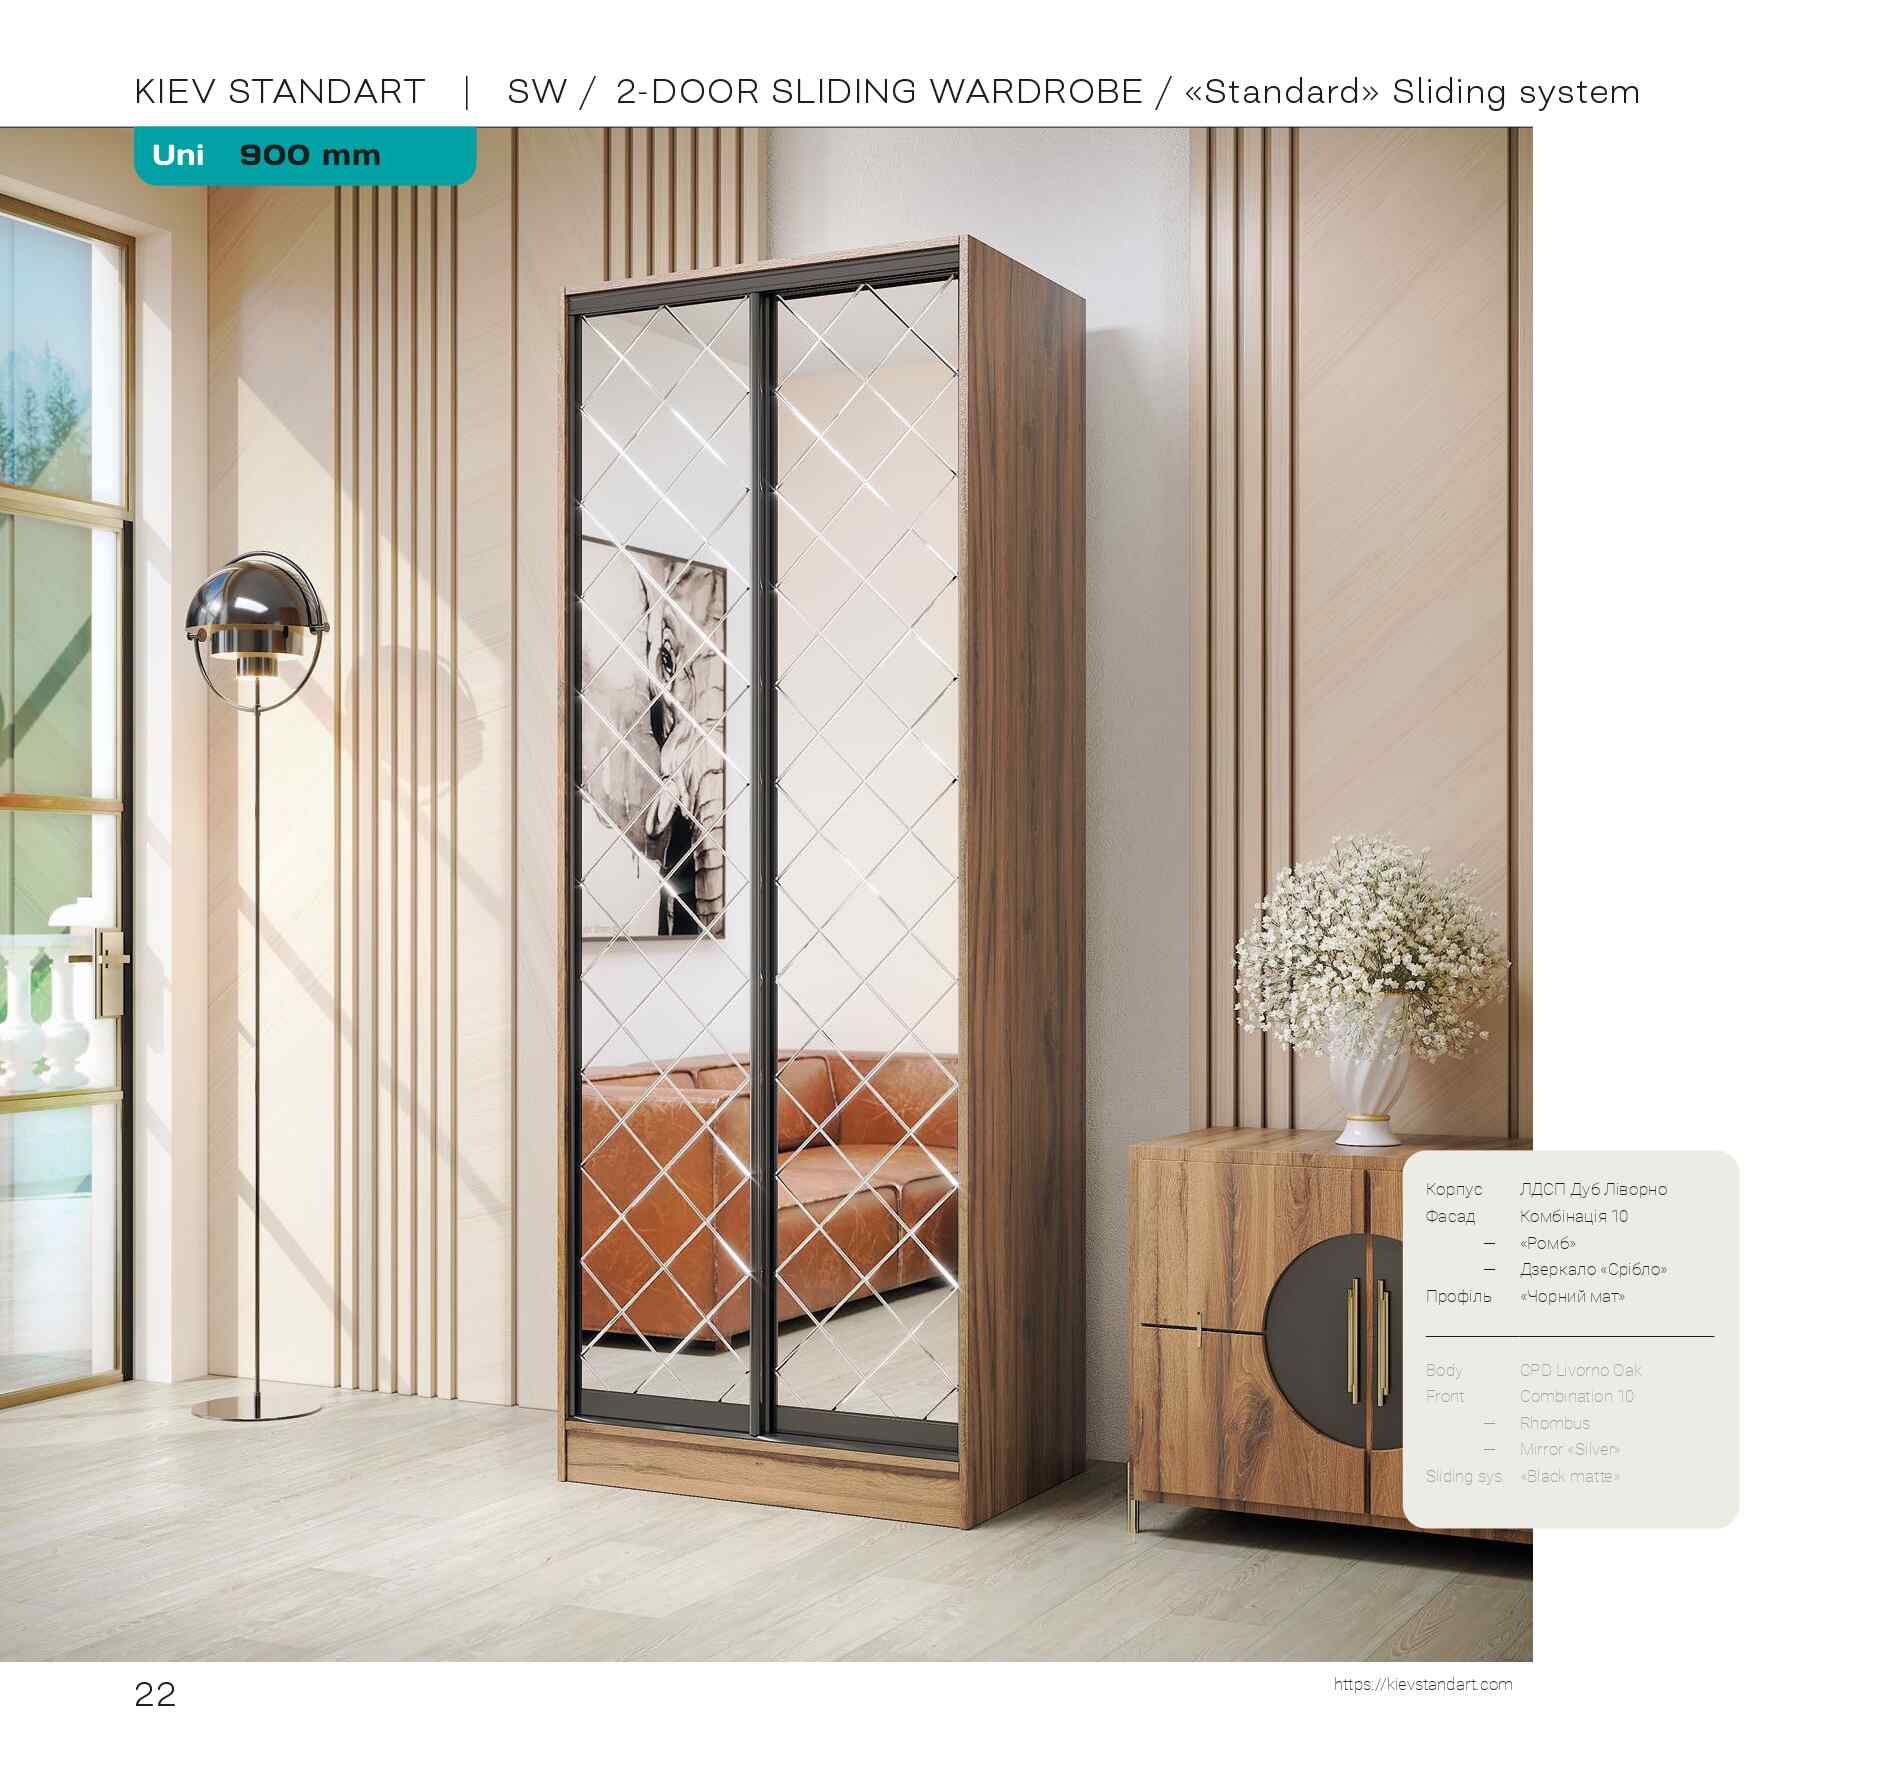 KIEV STANDART | SW / 2-DOOR SLIDING WARDROBE / «Standard» Sliding system
Uni 900 mm
Корпус ЛДСП Дуб Ліворно
Фасад Комбінація 10
– «Ромб»
– Дзеркало «Срібло»
Профіль «Чорний мат»
Body CPD Livorno Oak
Front Combination 10
– Rhombus
– Mirror «Silver»
Sliding sys. «Black matte»
22
https://kievstandart.com